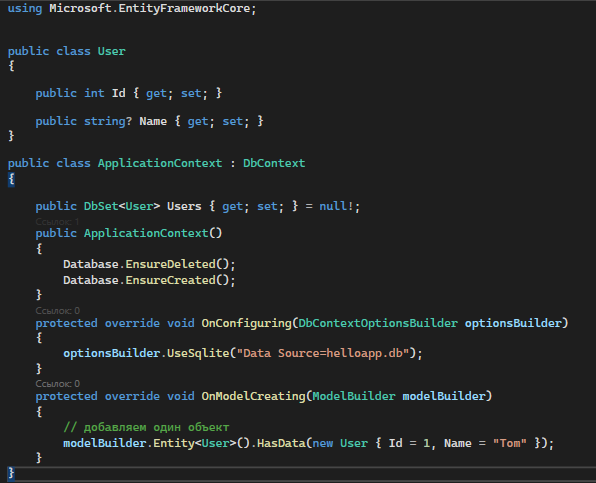 using Microsoft.EntityFrameworkCore;
public class User
{
public int Id { get; set; }
public string? Name { get; set; }
}
public class ApplicationContext : DbContext
{
public DbSet<User> Users { get; set; } = null!;
Ссылок: 1
public ApplicationContext()
{
Database.EnsureDeleted();
Database.EnsureCreated();
}
Ссылок: 0
protected override void OnConfiguring(DbContextOptionsBuilder optionsBuilder)
{
optionsBuilder.UseSqlite("Data Source=helloapp.db");
}
Ссылок: 0
protected override void OnModelCreating(ModelBuilder modelBuilder)
{
// добавляем один объект
modelBuilder.Entity<User>().HasData(new User { Id = 1, Name = "Tom" });
}
}